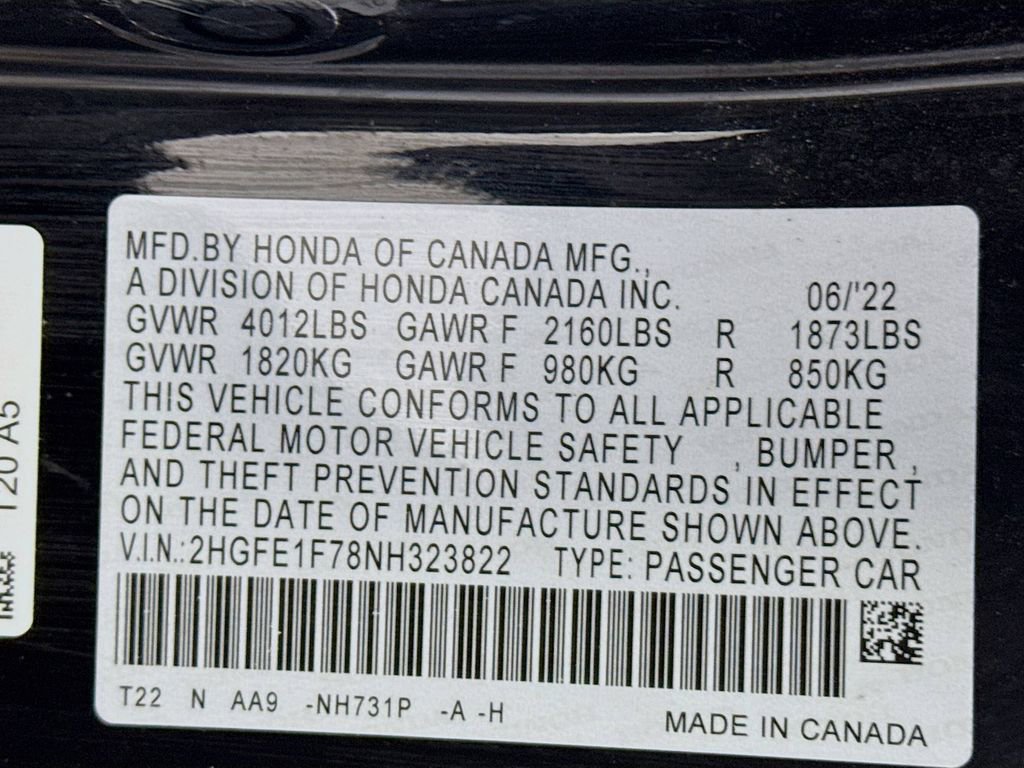 MFD.BY HONDA OF CANADA MFG.,
A DIVISION OF HONDA CANADA INC. 06/'22
GVWR 4012LBS GAWR F 2160LBS R 1873LBS
GVWR 1820KG GAWR F 980KG R 850KG
THIS VEHICLE CONFORMS TO ALL APPLICABLE
FEDERAL MOTOR VEHICLE SAFETY , BUMPER ,
AND THEFT PREVENTION STANDARDS IN EFFECT
ON THE DATE OF MANUFACTURE SHOWN ABOVE.
V.I.N.:2HGFE1F78NH323822 TYPE: PASSENGER CAR
T22 N AA9 -NH731P -A -H
MADE IN CANADA
T20 A5